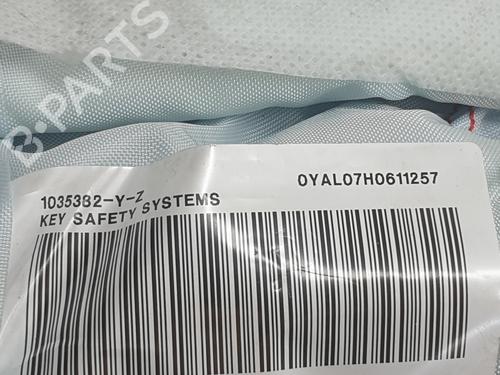 B-PARTS
1035382-Y-Z
0YAL07H0611257
KEY SAFETY SYSTEMS